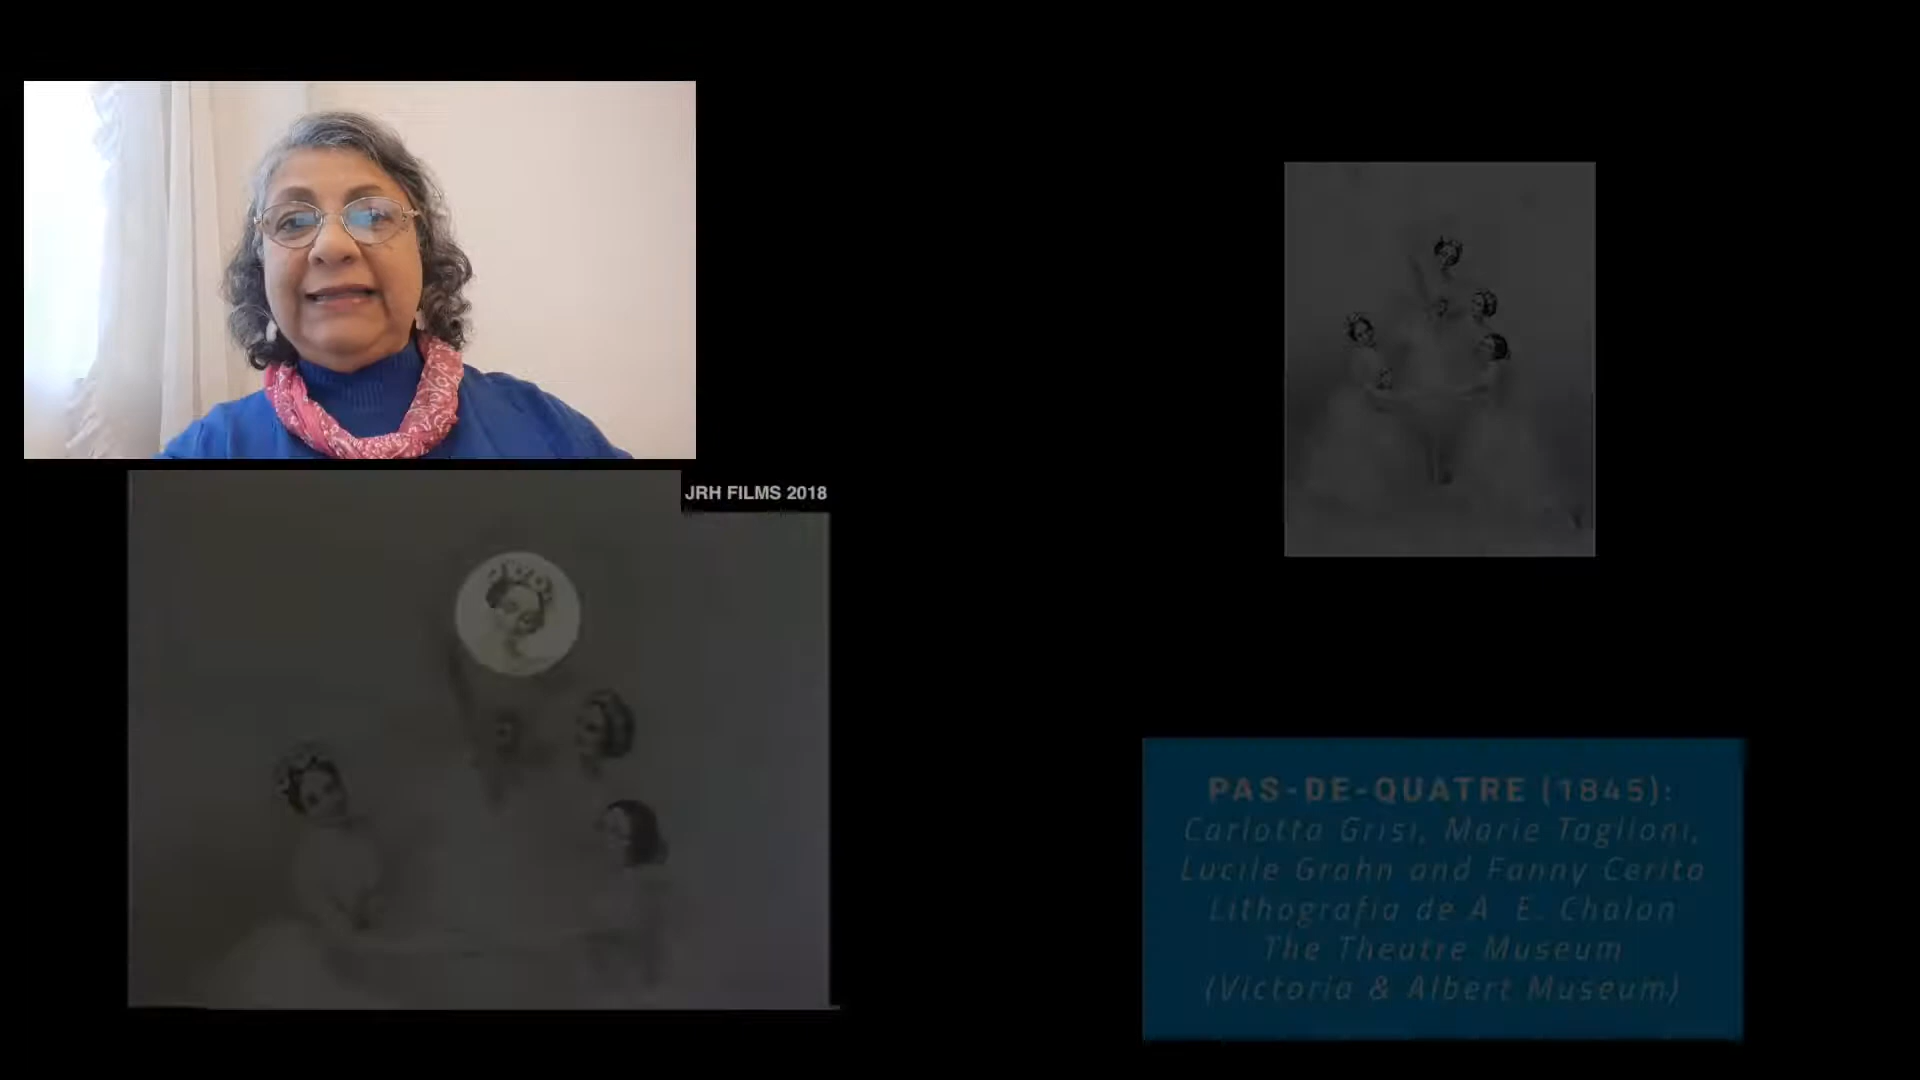 JRH FILMS 2018
PAS-DE-QUATRE (1845):
Carlotta Grisi, Marie Taglioni,
Lucile Grahn and Fanny Cerito
Lithografia de A. E. Chalon
The Theatre Museum
(Victoria & Albert Museum)